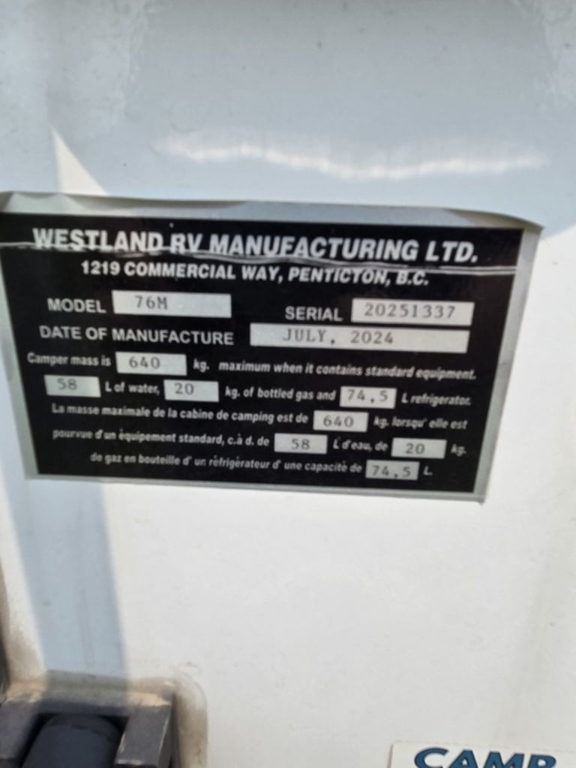 WESTLAND RV MANUFACTURING LTD.
1219 COMMERCIAL WAY, PENTICTON, B.C.
MODEL 76M SERIAL 20251337
DATE OF MANUFACTURE JULY, 2024
Camper mass is 640 kg. maximum when it contains standard equipment.
58 L of water, 20 kg. of bottled gas and 74,5 L refrigerator.
La masse maximale de la cabine de camping est de 640 kg. lorsqu' elle est
pourvue d'un èquipement standard, c.à d. de 58 L d'eau, de 20 kg.
de gaz en bouteille d' un rèfrigèrateur d' une capacitè de 74,5 L.
CAMP